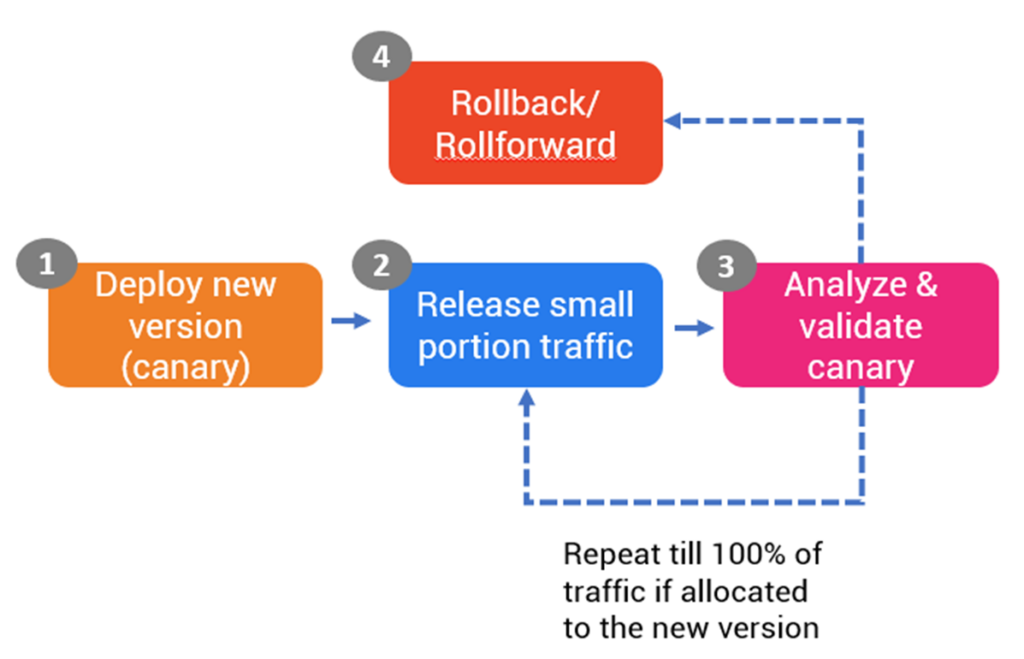 4
Rollback/
Rollforward
1
Deploy new
version
(canary)
2
Release small
portion traffic
3
Analyze &
validate
canary
Repeat till 100% of
traffic if allocated
to the new version